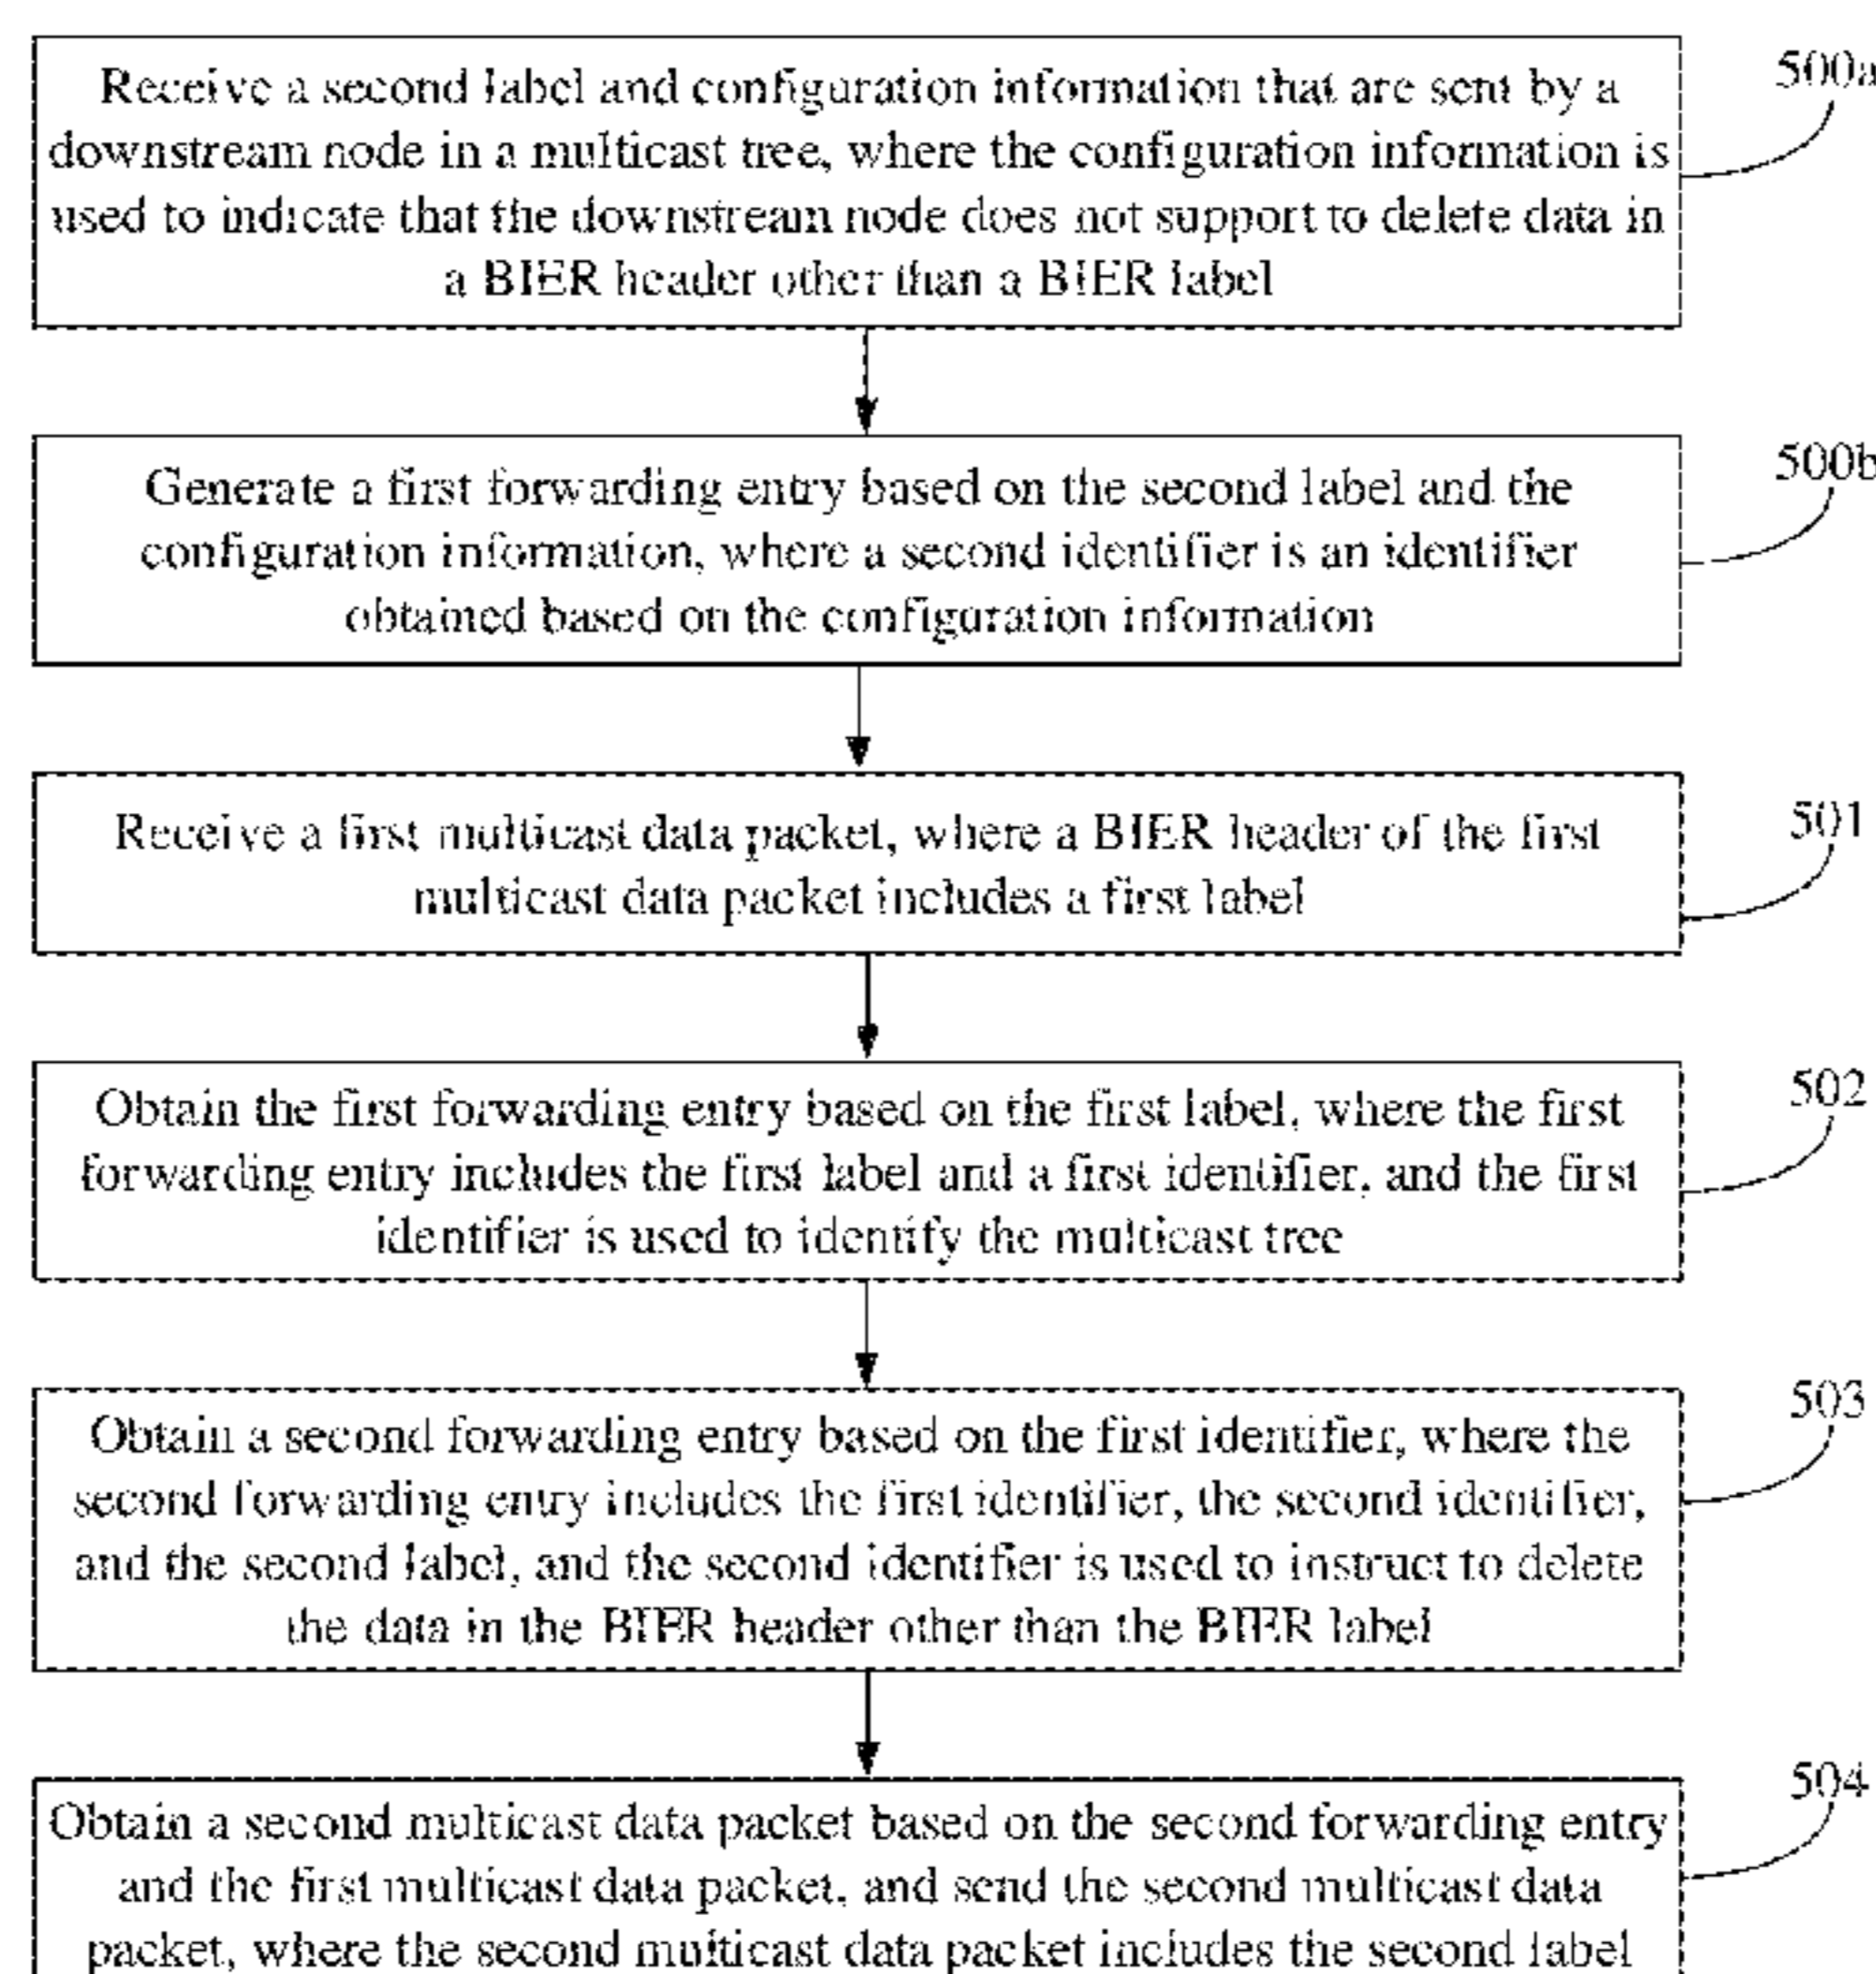 Receive a second label and configuration information that are sent by a
downstream node in a multicast tree, where the configuration information is
used to indicate that the downstream node does not support to delete data in
a BIER header other than a BIER label
500a
Generate a first forwarding entry based on the second label and the
configuration information, where a second identifier is an identifier
obtained based on the configuration information
500b
Receive a first multicast data packet, where a BIER header of the first
multicast data packet includes a first label
501
Obtain the first forwarding entry based on the first label, where the first
forwarding entry includes the first label and a first identifier, and the first
identifier is used to identify the multicast tree
502
Obtain a second forwarding entry based on the first identifier, where the
second forwarding entry includes the first identifier, the second identifier,
and the second label, and the second identifier is used to instruct to delete
the data in the BIER header other than the BIER label
503
Obtain a second multicast data packet based on the second forwarding entry
and the first multicast data packet, and send the second multicast data
packet, where the second multicast data packet includes the second label
504